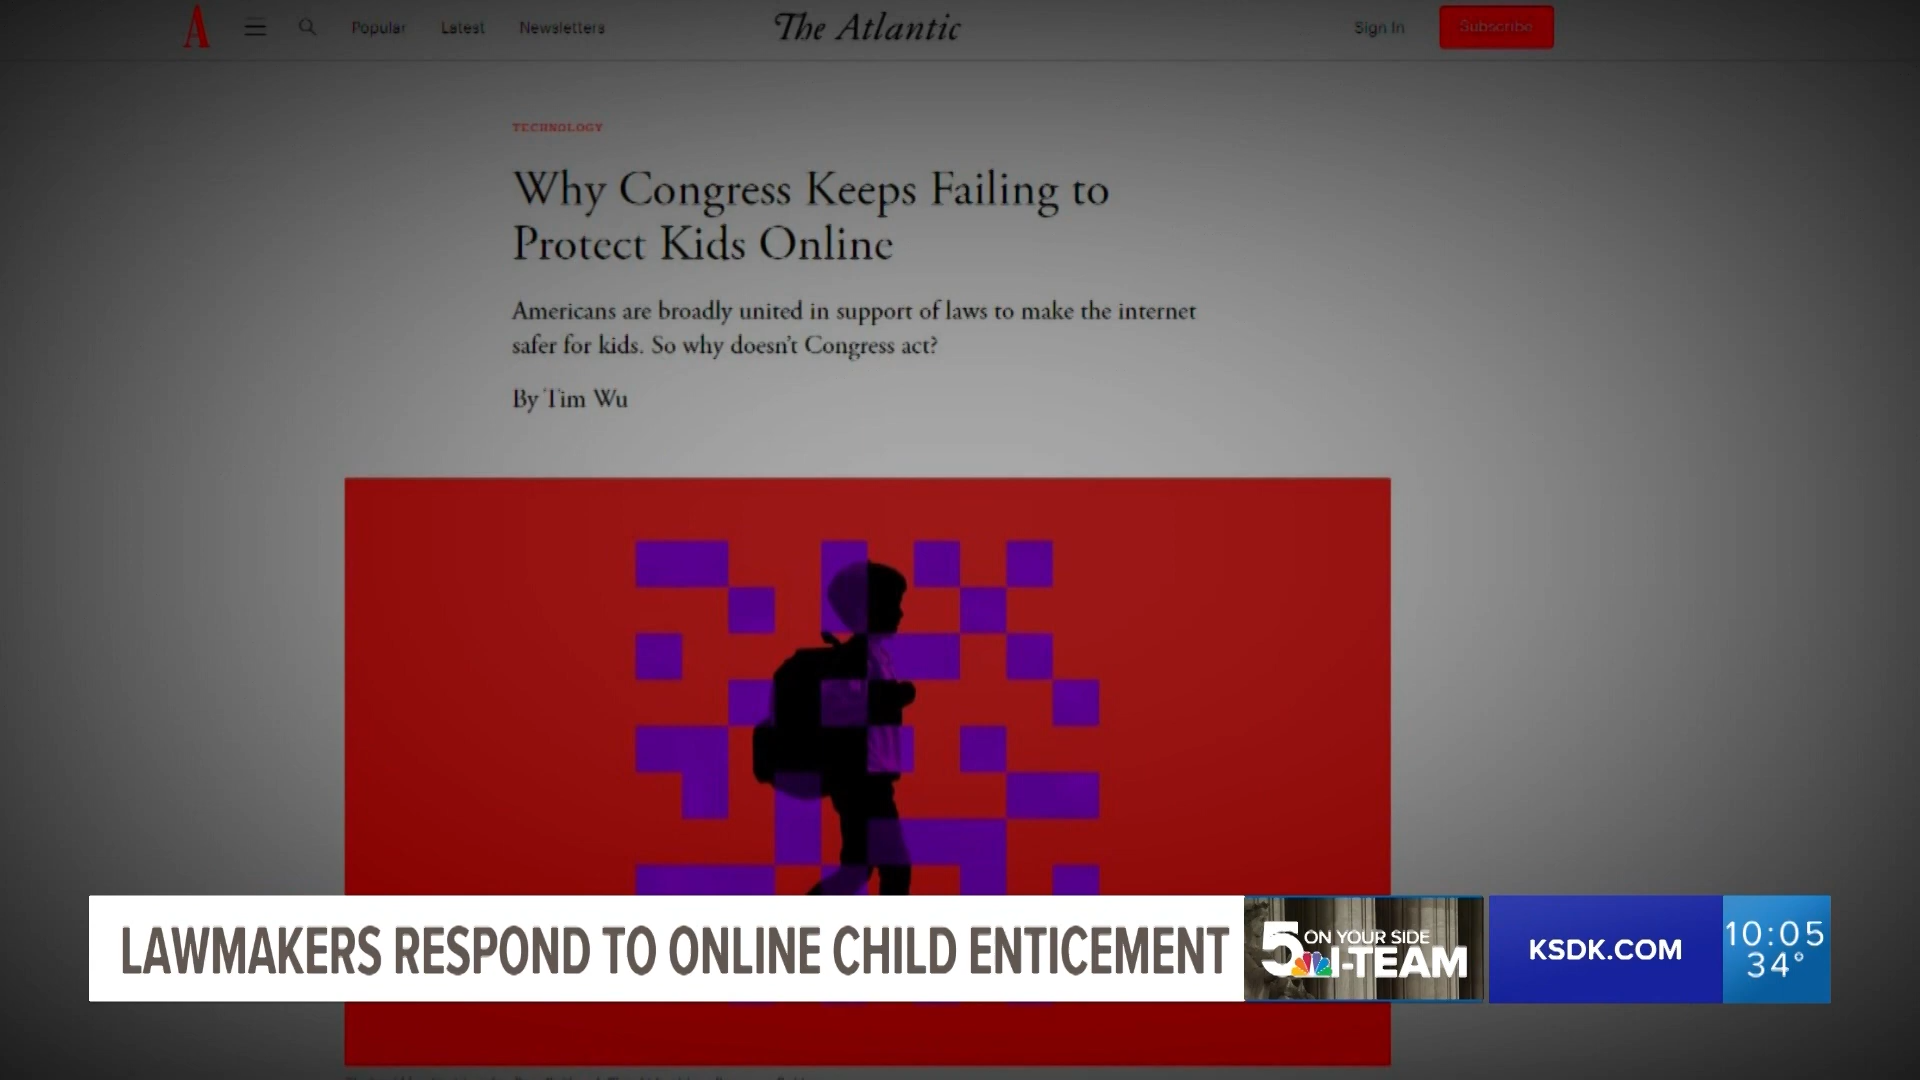 A
Popular
Latest
Newsletters
The Atlantic
Sign In
Subscribe
TECHNOLOGY
Why Congress Keeps Failing to
Protect Kids Online
Americans are broadly united in support of laws to make the internet
safer for kids. So why doesn't Congress act?
By Tim Wu
LAWMAKERS RESPOND TO ONLINE CHILD ENTICEMENT
5 ON YOUR SIDE
I-TEAM
KSDK.COM
10:05
34°